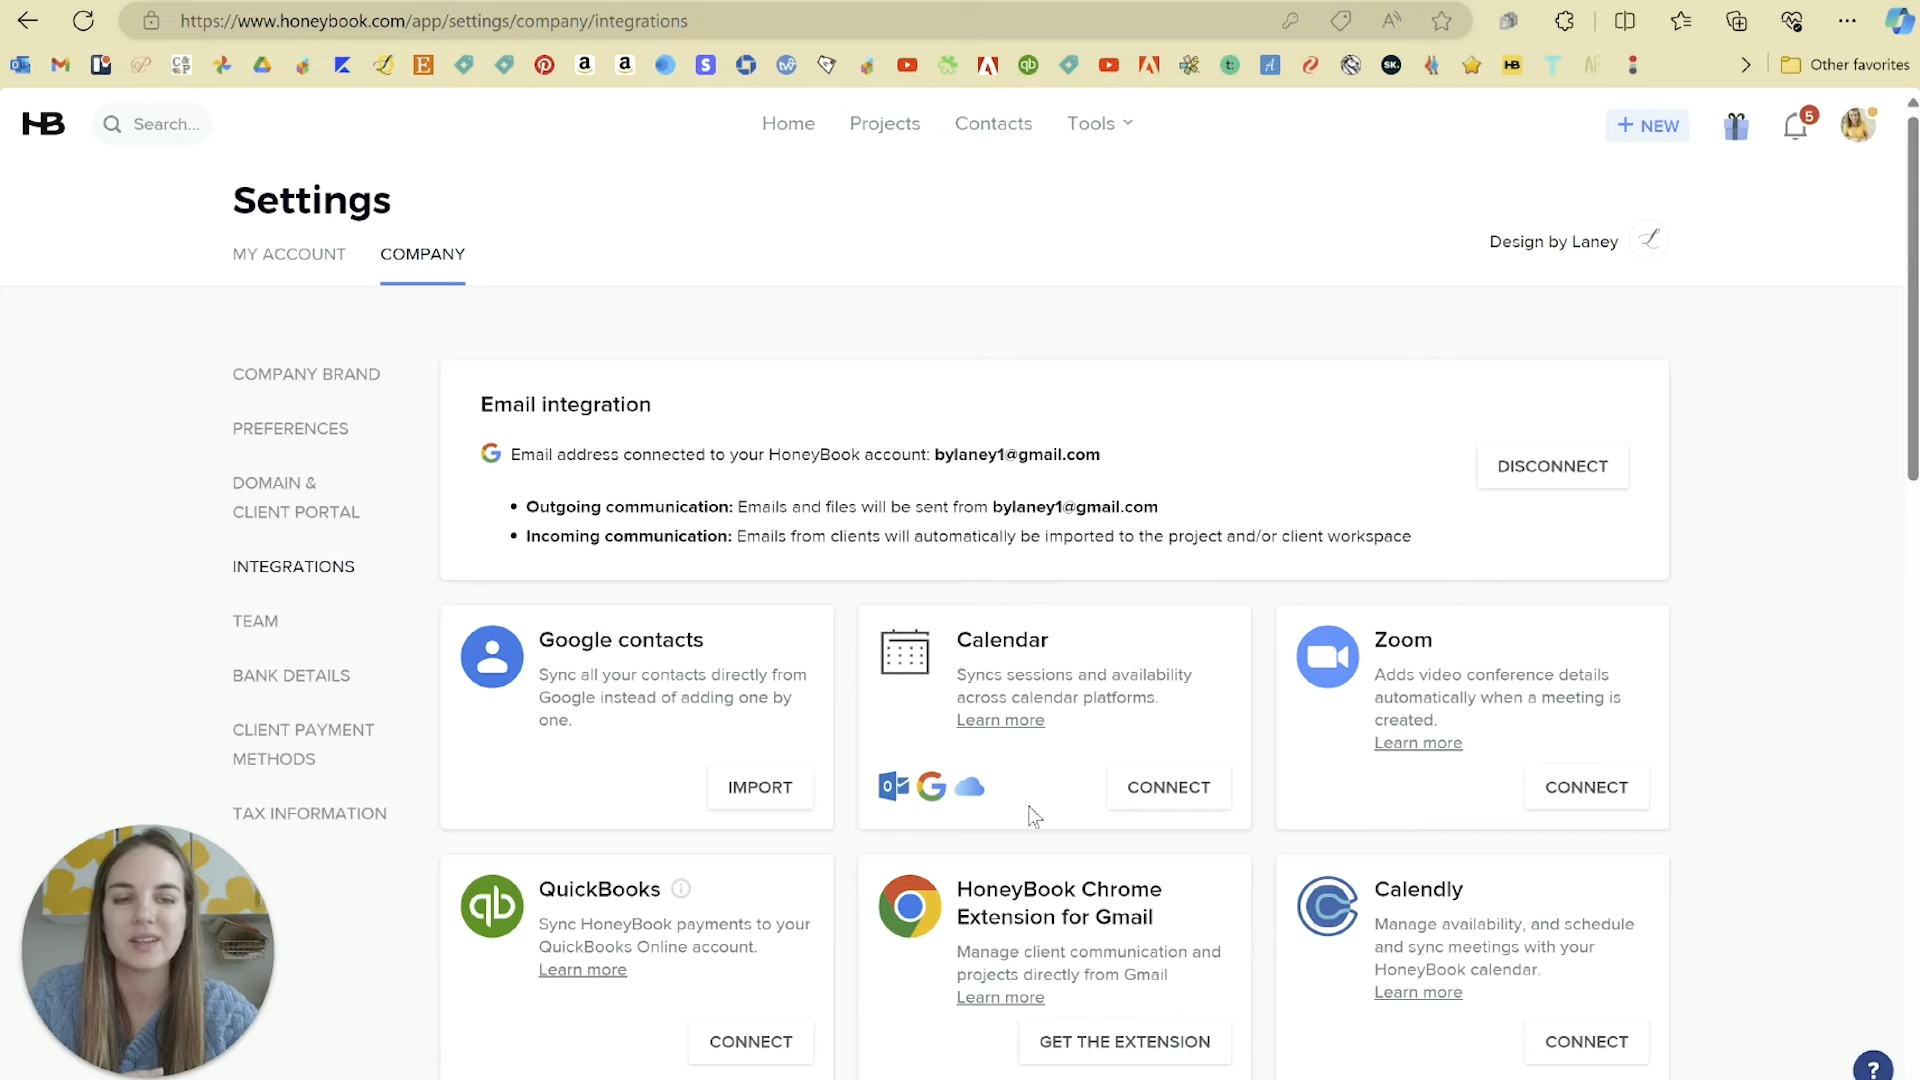 https://www.honeybook.com/app/settings/company/integrations
Other favorites
HB
Search...
Home
Projects
Contacts
Tools
+ NEW
5
Settings
MY ACCOUNT
COMPANY
Design by Laney
COMPANY BRAND
PREFERENCES
DOMAIN &
CLIENT PORTAL
INTEGRATIONS
TEAM
BANK DETAILS
CLIENT PAYMENT
METHODS
TAX INFORMATION
Email integration
Email address connected to your HoneyBook account: bylaney1@gmail.com
DISCONNECT
• Outgoing communication: Emails and files will be sent from bylaney1@gmail.com
• Incoming communication: Emails from clients will automatically be imported to the project and/or client workspace
Google contacts
Sync all your contacts directly from
Google instead of adding one by
one.
IMPORT
Calendar
Syncs sessions and availability
across calendar platforms.
Learn more
CONNECT
Zoom
Adds video conference details
automatically when a meeting is
created.
Learn more
CONNECT
qb
QuickBooks
Sync HoneyBook payments to your
QuickBooks Online account.
Learn more
CONNECT
HoneyBook Chrome
Extension for Gmail
Manage client communication and
projects directly from Gmail
Learn more
GET THE EXTENSION
Calendly
Manage availability, and schedule
and sync meetings with your
HoneyBook calendar.
Learn more
CONNECT
?